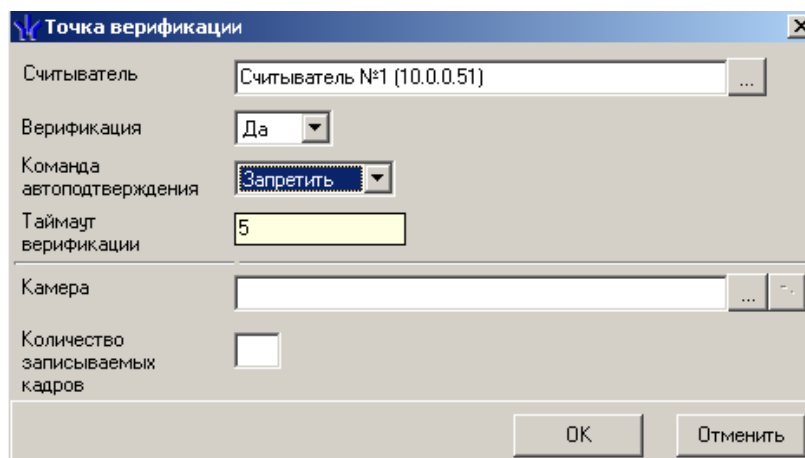 Точка верификации
Считыватель
Считыватель №1 (10.0.0.51)
...
Верификация
Да
Команда
автоподтверждения
Запретить
Таймаут
верификации
5
Камера
...
Количество
записываемых
кадров
OK
Отменить